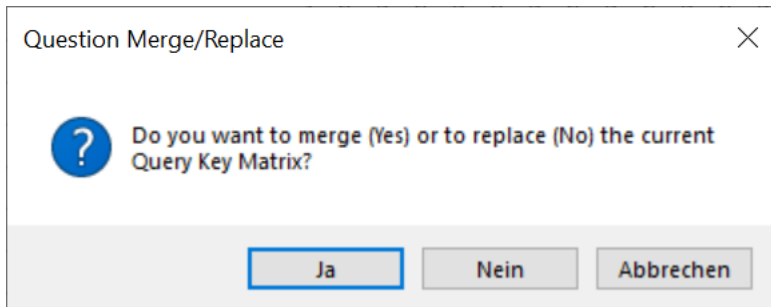 Question Merge/Replace
Do you want to merge (Yes) or to replace (No) the current
Query Key Matrix?
Ja
Nein
Abbrechen